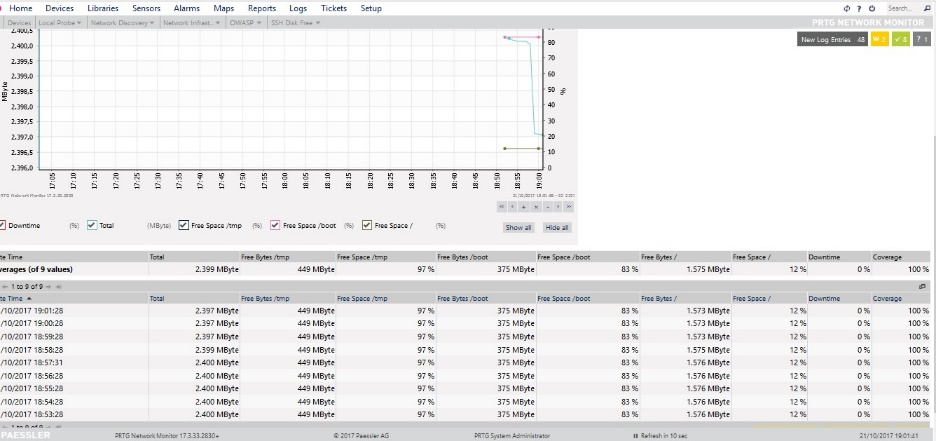 Home Devices Libraries Sensors Alarms Maps Reports Logs Tickets Setup Search...
Devices Local Probe Network Discovery Network Infrast... OWASP SSH Disk Free PRTG NETWORK MONITOR
New Log Entries 48 W 2 8 ? 1
2.400,5
2.400,0
2.399,5
2.399,0
2.398,5
2.398,0
2.397,5
2.397,0
2.396,5
2.396,0
MByte
90
80
70
60
50
40
30
20
10
0
%
17:05 17:10 17:15 17:20 17:25 17:30 17:35 17:40 17:45 17:50 17:55 18:00 18:05 18:10 18:15 18:20 18:25 18:30 18:35 18:40 18:45 18:50 18:55 19:00
Downtime (%) Total (MByte) Free Space /tmp (%) Free Space /boot (%) Free Space / (%) Show all Hide all
te Time Total Free Bytes /tmp Free Space /tmp Free Bytes /boot Free Space /boot Free Bytes / Free Space / Downtime Coverage
verages (of 9 values) 2.399 MByte 449 MByte 97 % 375 MByte 83 % 1.575 MByte 12 % 0 % 100 %
1 to 9 of 9
te Time Total Free Bytes /tmp Free Space /tmp Free Bytes /boot Free Space /boot Free Bytes / Free Space / Downtime Coverage
/10/2017 19:01:28 2.397 MByte 449 MByte 97 % 375 MByte 83 % 1.573 MByte 12 % 0 % 100 %
/10/2017 19:00:28 2.397 MByte 449 MByte 97 % 375 MByte 83 % 1.573 MByte 12 % 0 % 100 %
/10/2017 18:59:28 2.397 MByte 449 MByte 97 % 375 MByte 83 % 1.573 MByte 12 % 0 % 100 %
/10/2017 18:58:28 2.399 MByte 449 MByte 97 % 375 MByte 83 % 1.575 MByte 12 % 0 % 100 %
/10/2017 18:57:31 2.400 MByte 449 MByte 97 % 375 MByte 83 % 1.576 MByte 12 % 0 % 100 %
/10/2017 18:56:28 2.400 MByte 449 MByte 97 % 375 MByte 83 % 1.576 MByte 12 % 0 % 100 %
/10/2017 18:55:28 2.400 MByte 449 MByte 97 % 375 MByte 83 % 1.576 MByte 12 % 0 % 100 %
/10/2017 18:54:28 2.400 MByte 449 MByte 97 % 375 MByte 83 % 1.576 MByte 12 % 0 % 100 %
/10/2017 18:53:28 2.400 MByte 449 MByte 97 % 375 MByte 83 % 1.576 MByte 12 % 0 % 100 %
1 to 9 of 9
PAESSLER PRTG Network Monitor 17.3.33.2830+ © 2017 Paessler AG PRTG System Administrator Refresh in 10 sec 21/10/2017 19:01:41